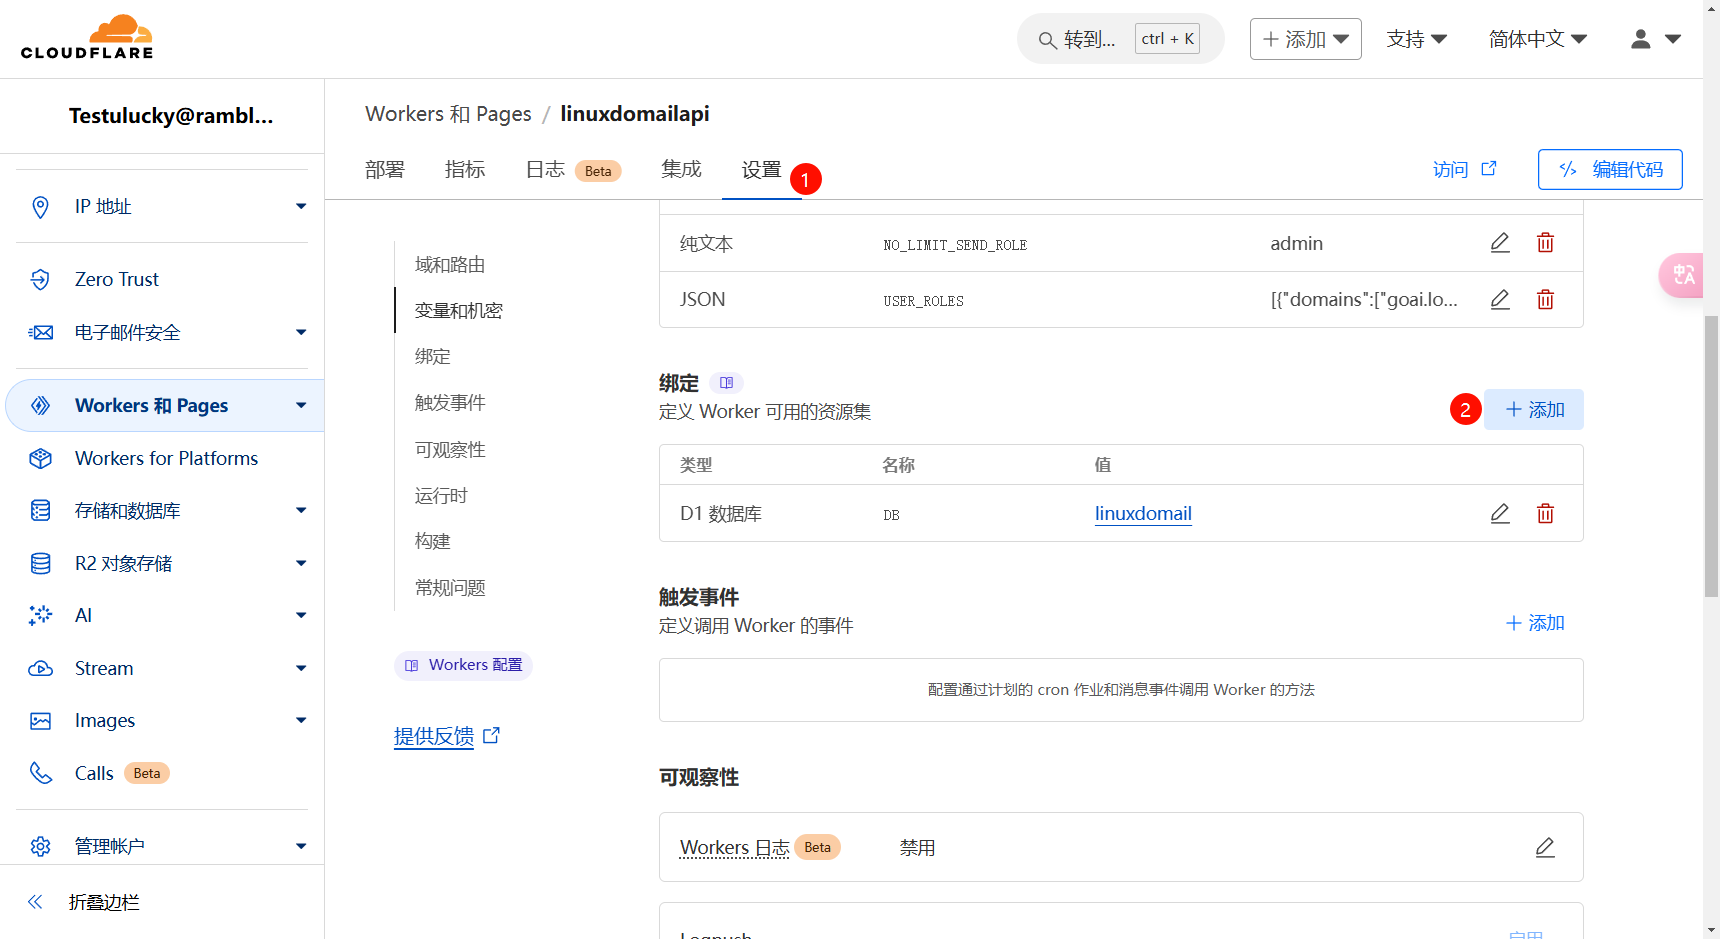 CLOUDFLARE
转到...
ctrl + K
添加
支持
简体中文
Testulucky@rambl...
IP 地址
Zero Trust
电子邮件安全
Workers 和 Pages
Workers for Platforms
存储和数据库
R2 对象存储
AI
Stream
Images
Calls Beta
管理帐户
折叠边栏
Workers 和 Pages / linuxdomailapi
部署
指标
日志 Beta
集成
设置
1
访问
编辑代码
域和路由
变量和机密
绑定
触发事件
可观察性
运行时
构建
常规问题
Workers 配置
提供反馈
纯文本 NO_LIMIT_SEND_ROLE admin
JSON USER_ROLES [{"domains":["goai.lo...
绑定
定义 Worker 可用的资源集
2
添加
类型 名称 值
D1 数据库 DB linuxdomail
触发事件
定义调用 Worker 的事件
添加
配置通过计划的 cron 作业和消息事件调用 Worker 的方法
可观察性
Workers 日志 Beta 禁用
Logpush
启用
中A